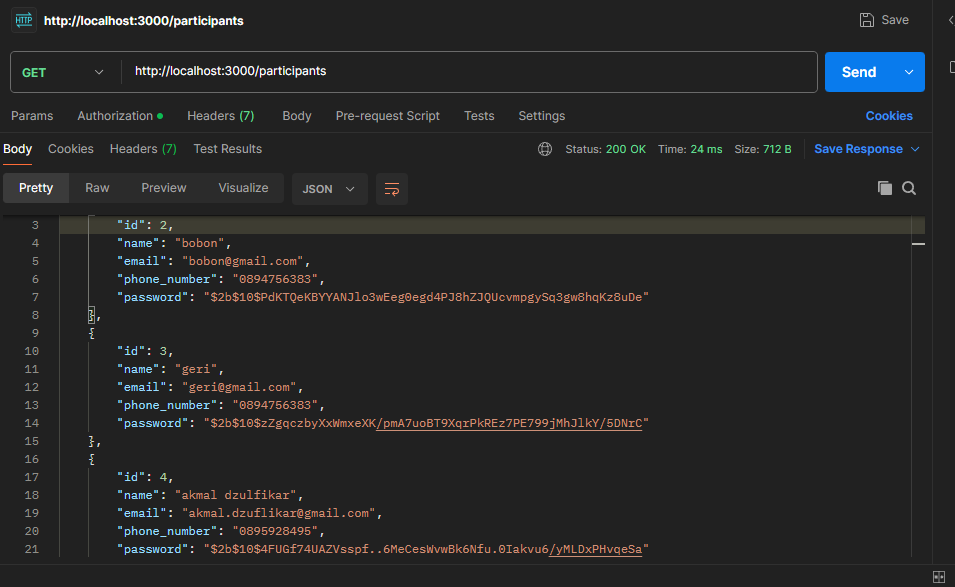 HTTP http://localhost:3000/participants Save
GET http://localhost:3000/participants Send
Params Authorization Headers (7) Body Pre-request Script Tests Settings Cookies
Body Cookies Headers (7) Test Results Status: 200 OK Time: 24 ms Size: 712 B Save Response
Pretty Raw Preview Visualize JSON
3 "id": 2,
4 "name": "bobon",
5 "email": "bobon@gmail.com",
6 "phone_number": "0894756383",
7 "password": "$2b$10$PdKTQeKBYYANJlo3wEeg0egd4PJ8hZJQUcvmpgySq3gw8hqKz8uDe"
8 },
9 {
10 "id": 3,
11 "name": "geri",
12 "email": "geri@gmail.com",
13 "phone_number": "0894756383",
14 "password": "$2b$10$zZgqczbyXxWmxeXK/pmA7uoBT9XqrPkREz7PE799jMhJlkY/5DNrC"
15 },
16 {
17 "id": 4,
18 "name": "akmal dzulfikar",
19 "email": "akmal.dzuflikar@gmail.com",
20 "phone_number": "0895928495",
21 "password": "$2b$10$4FUGf74UAZVsspf..6MeCesWvwBk6Nfu.0Iakvu6/yMLDxPHvqeSa"